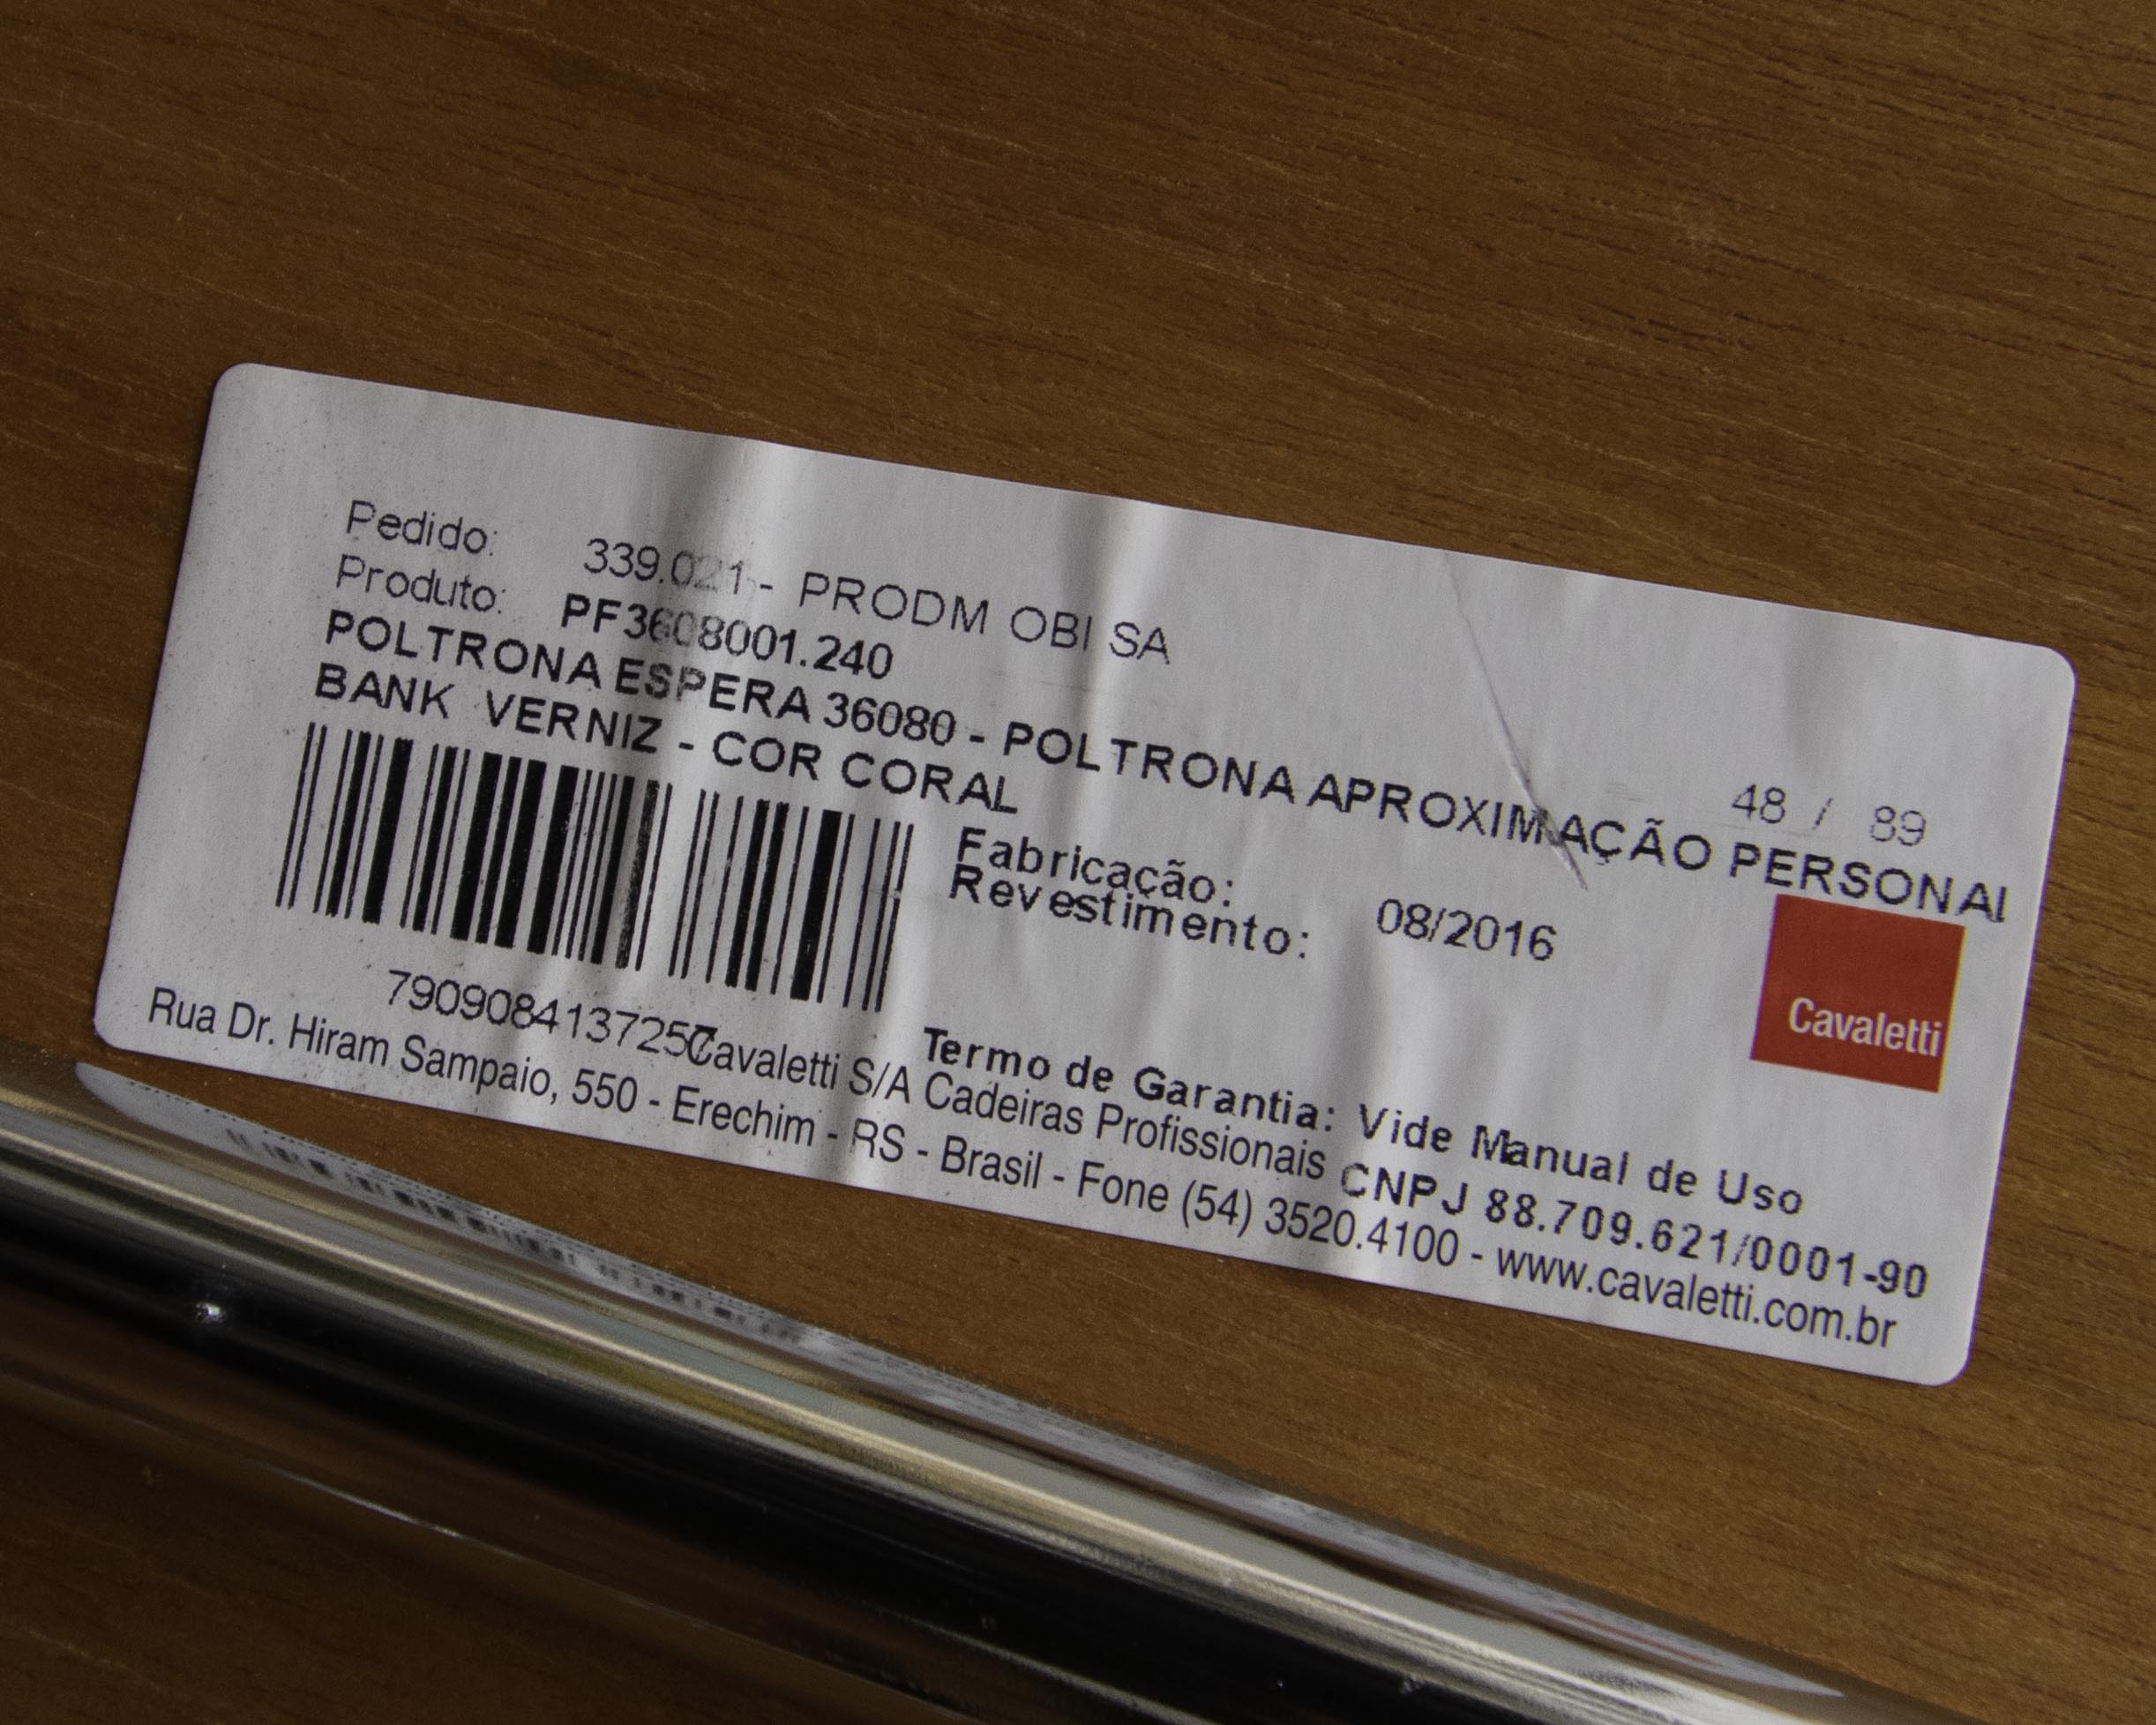 Pedido: 339.021 - PRODM OBI SA
Produto: PF3608001.240
48 / 89
POLTRONA ESPERA 36080 - POLTRONA APROXIMAÇÃO PERSONAL
BANK VERNIZ - COR CORAL
Fabricação: 08/2016
Revestimento:
Cavaletti
7909084137257
Termo de Garantia: Vide Manual de Uso
Cavaletti S/A Cadeiras Profissionais CNPJ 88.709.621/0001-90
Rua Dr. Hiram Sampaio, 550 - Erechim - RS - Brasil - Fone (54) 3520.4100 - www.cavaletti.com.br